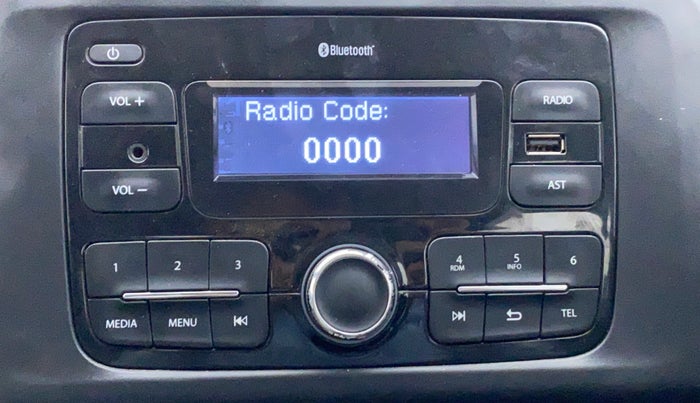 Bluetooth
VOL +
Radio Code:
RADIO
0000
VOL −
AST
1 2 3
4 RDM 5 INFO 6
MEDIA MENU
TEL